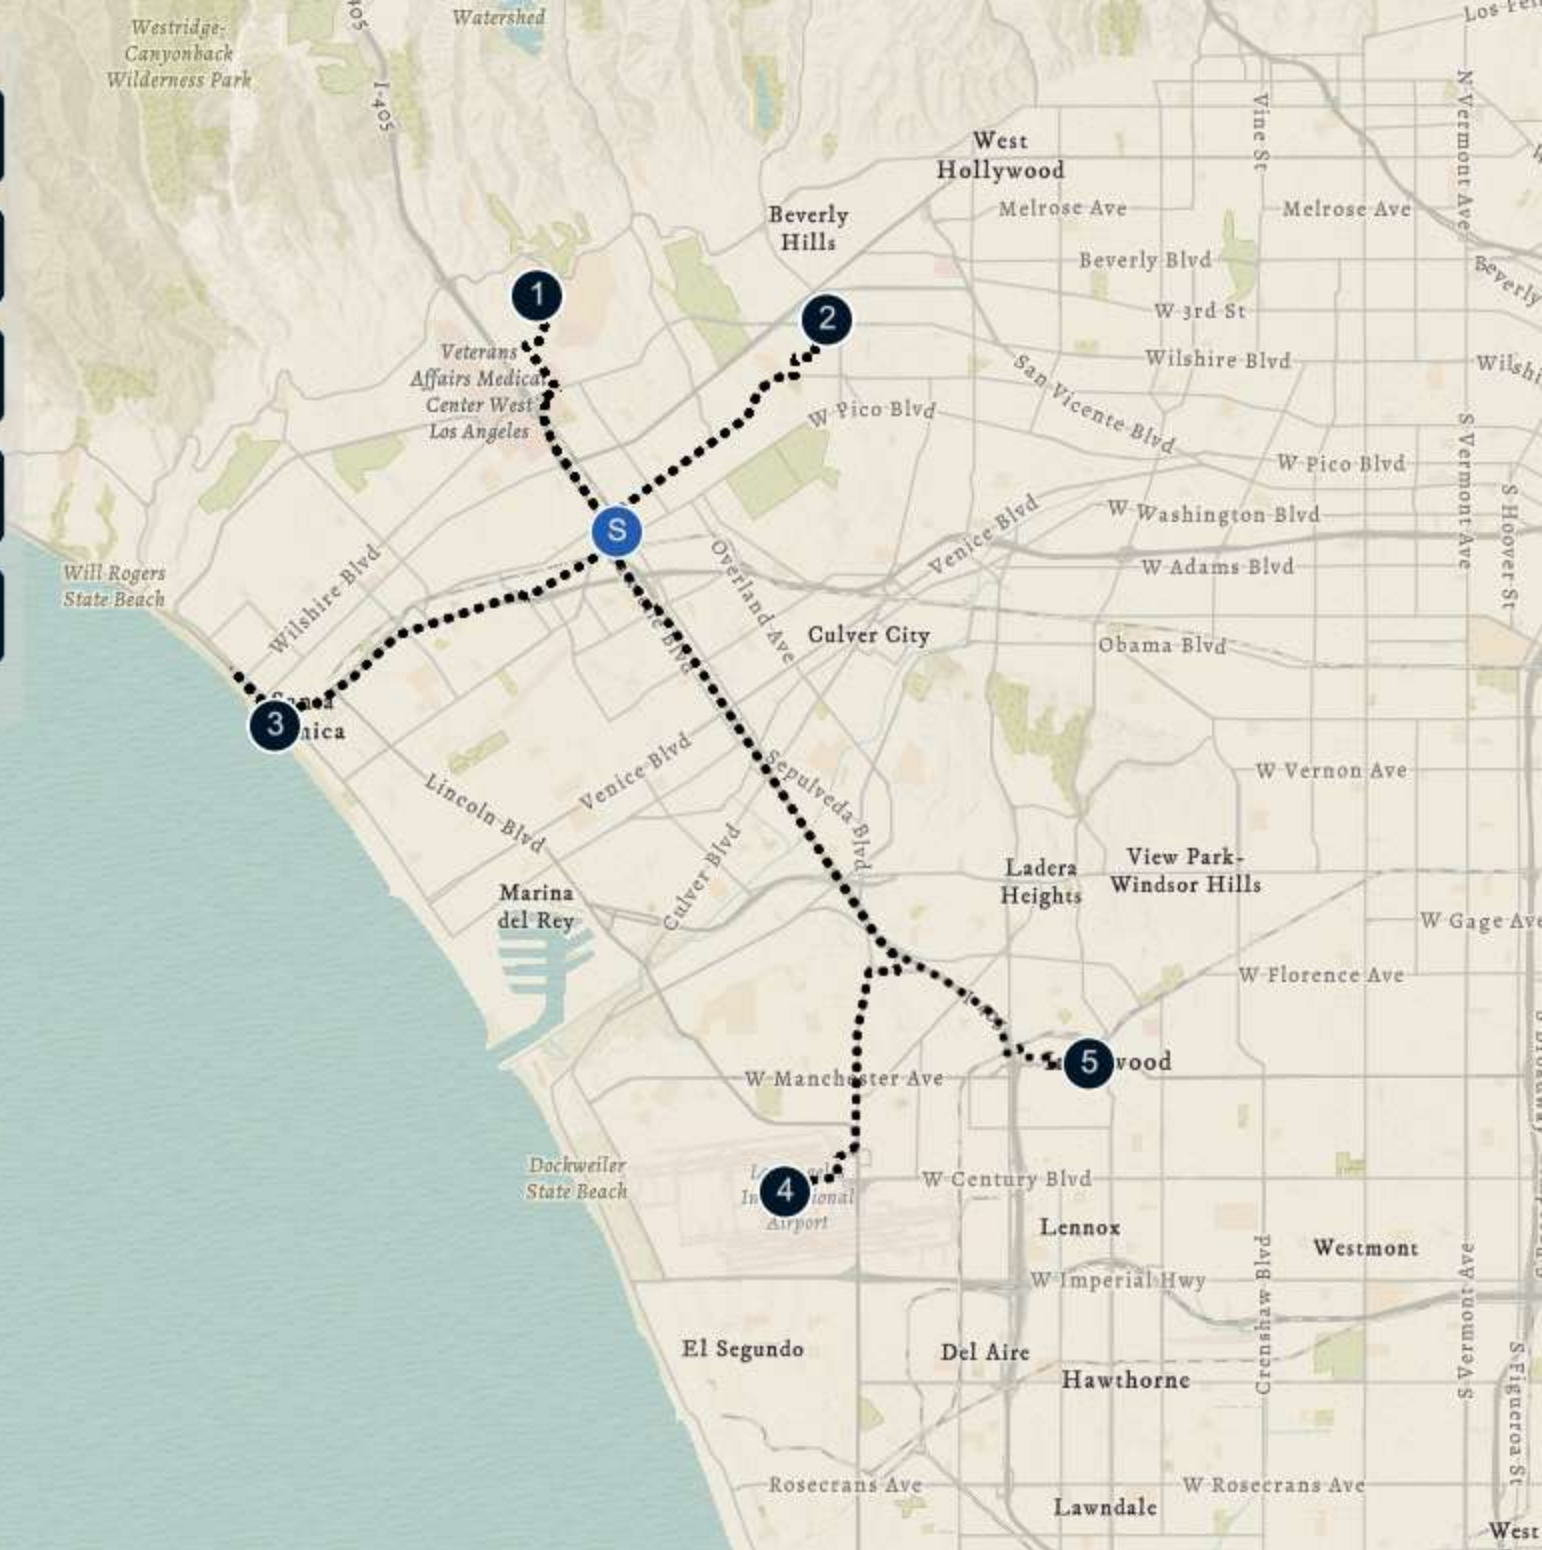 Los Fel
Westridge-
Canyonback
Wilderness Park
Watershed
405
I-405
West
Hollywood
Vine St
N Vermont Ave
Melrose Ave
Melrose Ave
Beverly
Hills
Beverly Blvd
Beverly
1
2
W 3rd St
Veterans
Affairs Medical
Center West
Los Angeles
Wilshire Blvd
Wilshi
San Vicente Blvd
W Pico Blvd
W Pico Blvd
S Vermont Ave
S Hoover St
S
Venice Blvd
W Washington Blvd
W Adams Blvd
Will Rogers
State Beach
Wilshire Blvd
Overland Ave
Culver City
Obama Blvd
3
Venice Blvd
Sepulveda Blvd
W Vernon Ave
Lincoln Blvd
Culver Blvd
Marina
del Rey
Ladera
Heights
View Park-
Windsor Hills
W Gage Ave
W Florence Ave
5
W Manchester Ave
Dockweiler
State Beach
4
Airport
W Century Blvd
Lennox
Westmont
W Imperial Hwy
Crenshaw Blvd
S Vermont Ave
El Segundo
Del Aire
Hawthorne
S Figueroa St
Rosecrans Ave
W Rosecrans Ave
Lawndale
West